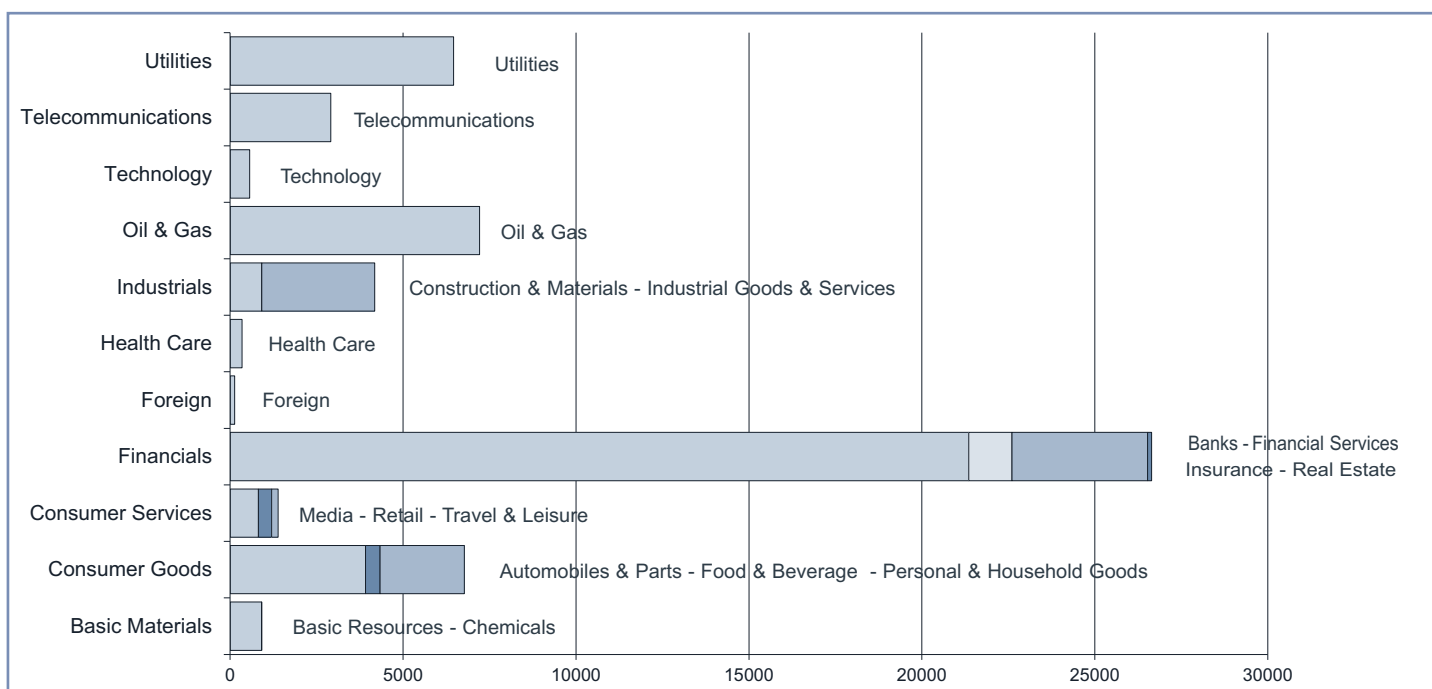 Utilities
Utilities
Telecommunications
Telecommunications
Technology
Technology
Oil & Gas
Oil & Gas
Industrials
Construction & Materials - Industrial Goods & Services
Health Care
Health Care
Foreign
Foreign
Financials
Banks - Financial Services
Insurance - Real Estate
Consumer Services
Media - Retail - Travel & Leisure
Consumer Goods
Automobiles & Parts - Food & Beverage - Personal & Household Goods
Basic Materials
Basic Resources - Chemicals
0 5000 10000 15000 20000 25000 30000